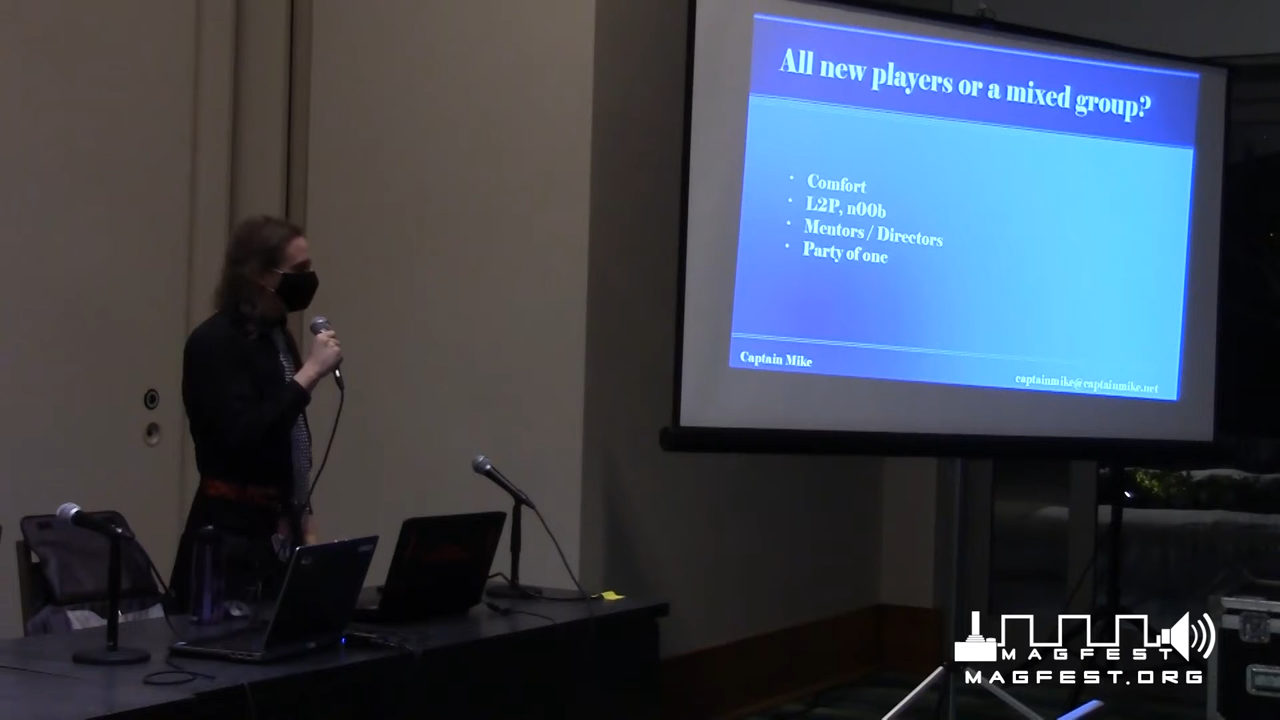 All new players or a mixed group?
• Comfort
• L2P, n00b
• Mentors / Directors
• Party of one
Captain Mike
captainmike@captainmike.net
MAGFEST
MAGFEST.ORG